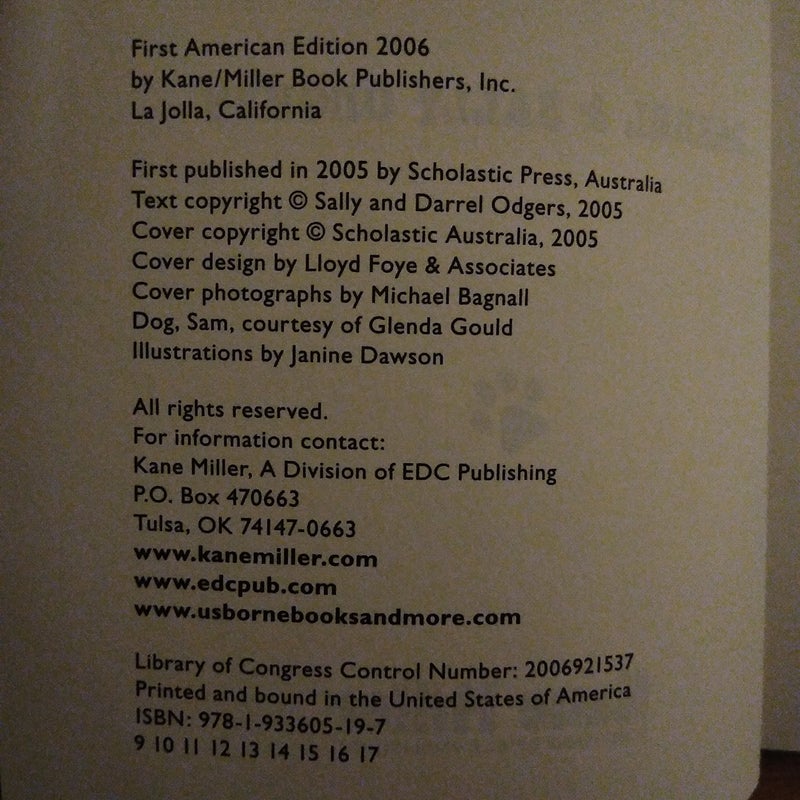 First American Edition 2006
by Kane/Miller Book Publishers, Inc.
La Jolla, California
First published in 2005 by Scholastic Press, Australia
Text copyright © Sally and Darrel Odgers, 2005
Cover copyright © Scholastic Australia, 2005
Cover design by Lloyd Foye & Associates
Cover photographs by Michael Bagnall
Dog, Sam, courtesy of Glenda Gould
Illustrations by Janine Dawson
All rights reserved.
For information contact:
Kane Miller, A Division of EDC Publishing
P.O. Box 470663
Tulsa, OK 74147-0663
www.kanemiller.com
www.edcpub.com
www.usbornebooksandmore.com
Library of Congress Control Number: 2006921537
Printed and bound in the United States of America
ISBN: 978-1-933605-19-7
9 10 11 12 13 14 15 16 17